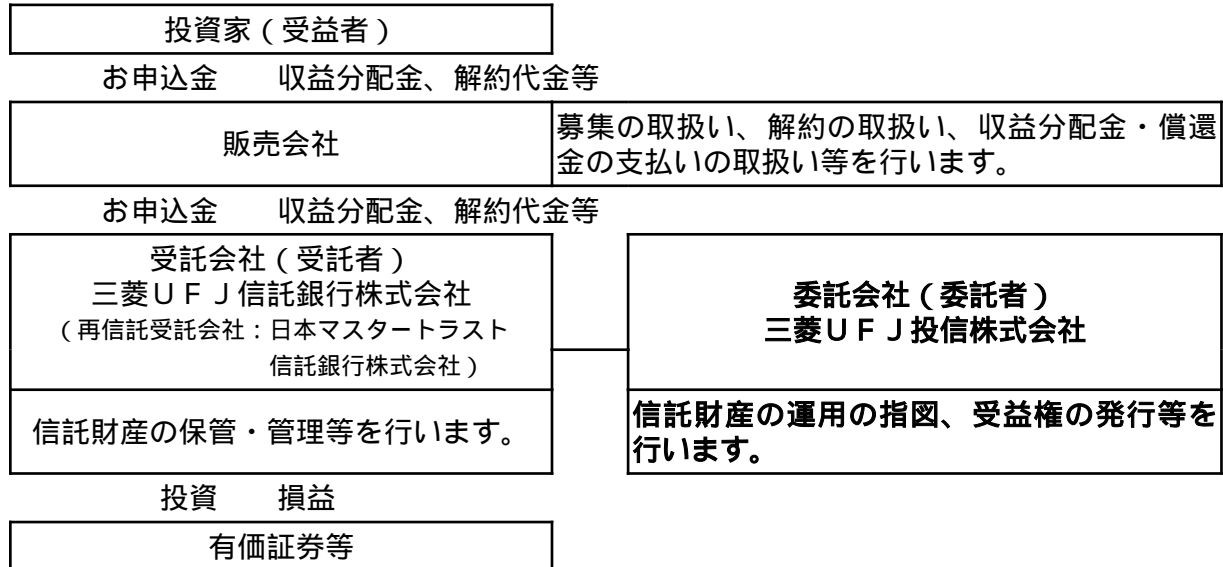 投資家（受益者）
お申込金　　収益分配金、解約代金等
販売会社
募集の取扱い、解約の取扱い、収益分配金・償還
金の支払いの取扱い等を行います。
お申込金　　収益分配金、解約代金等
受託会社（受託者）
三菱ＵＦＪ信託銀行株式会社
（再信託受託会社：日本マスタートラスト
信託銀行株式会社）
委託会社（委託者）
三菱ＵＦＪ投信株式会社
信託財産の保管・管理等を行います。
信託財産の運用の指図、受益権の発行等を
行います。
投資　　損益
有価証券等